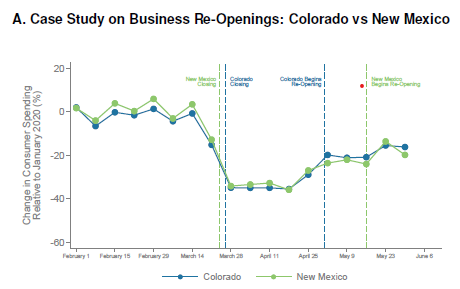 A. Case Study on Business Re-Openings: Colorado vs New Mexico
Change in Consumer Spending
Relative to January 2020 (%)
20
0
-20
-40
-60
New Mexico
Closing
Colorado
Closing
Colorado Begins
Re-Opening
New Mexico
Begins Re-Opening
February 1
February 15
February 29
March 14
March 28
April 11
April 25
May 9
May 23
June 6
Colorado
New Mexico